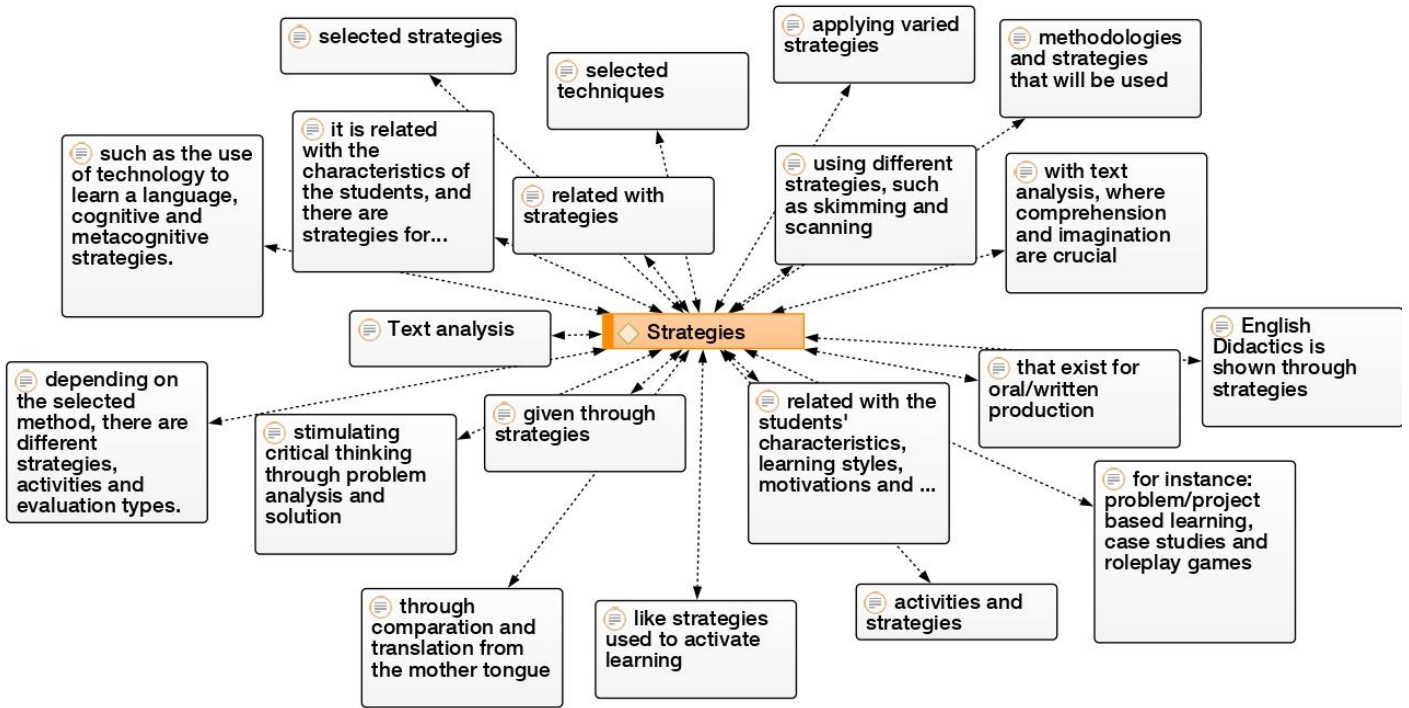 selected strategies
selected
techniques
applying varied
strategies
methodologies
and strategies
that will be used
such as the use
of technology to
learn a language,
cognitive and
metacognitive
strategies.
it is related
with the
characteristics
of the students,
and there are
strategies for...
related with
strategies
using different
strategies, such
as skimming and
scanning
with text
analysis, where
comprehension
and imagination
are crucial
Text analysis
Strategies
English
Didactics is
shown through
strategies
depending on
the selected
method, there are
different
strategies,
activities and
evaluation types.
stimulating
critical thinking
through problem
analysis and
solution
given through
strategies
related with the
students'
characteristics,
learning styles,
motivations and ...
that exist for
oral/written
production
for instance:
problem/project
based learning,
case studies and
roleplay games
through
comparation and
translation from
the mother tongue
like strategies
used to activate
learning
activities and
strategies